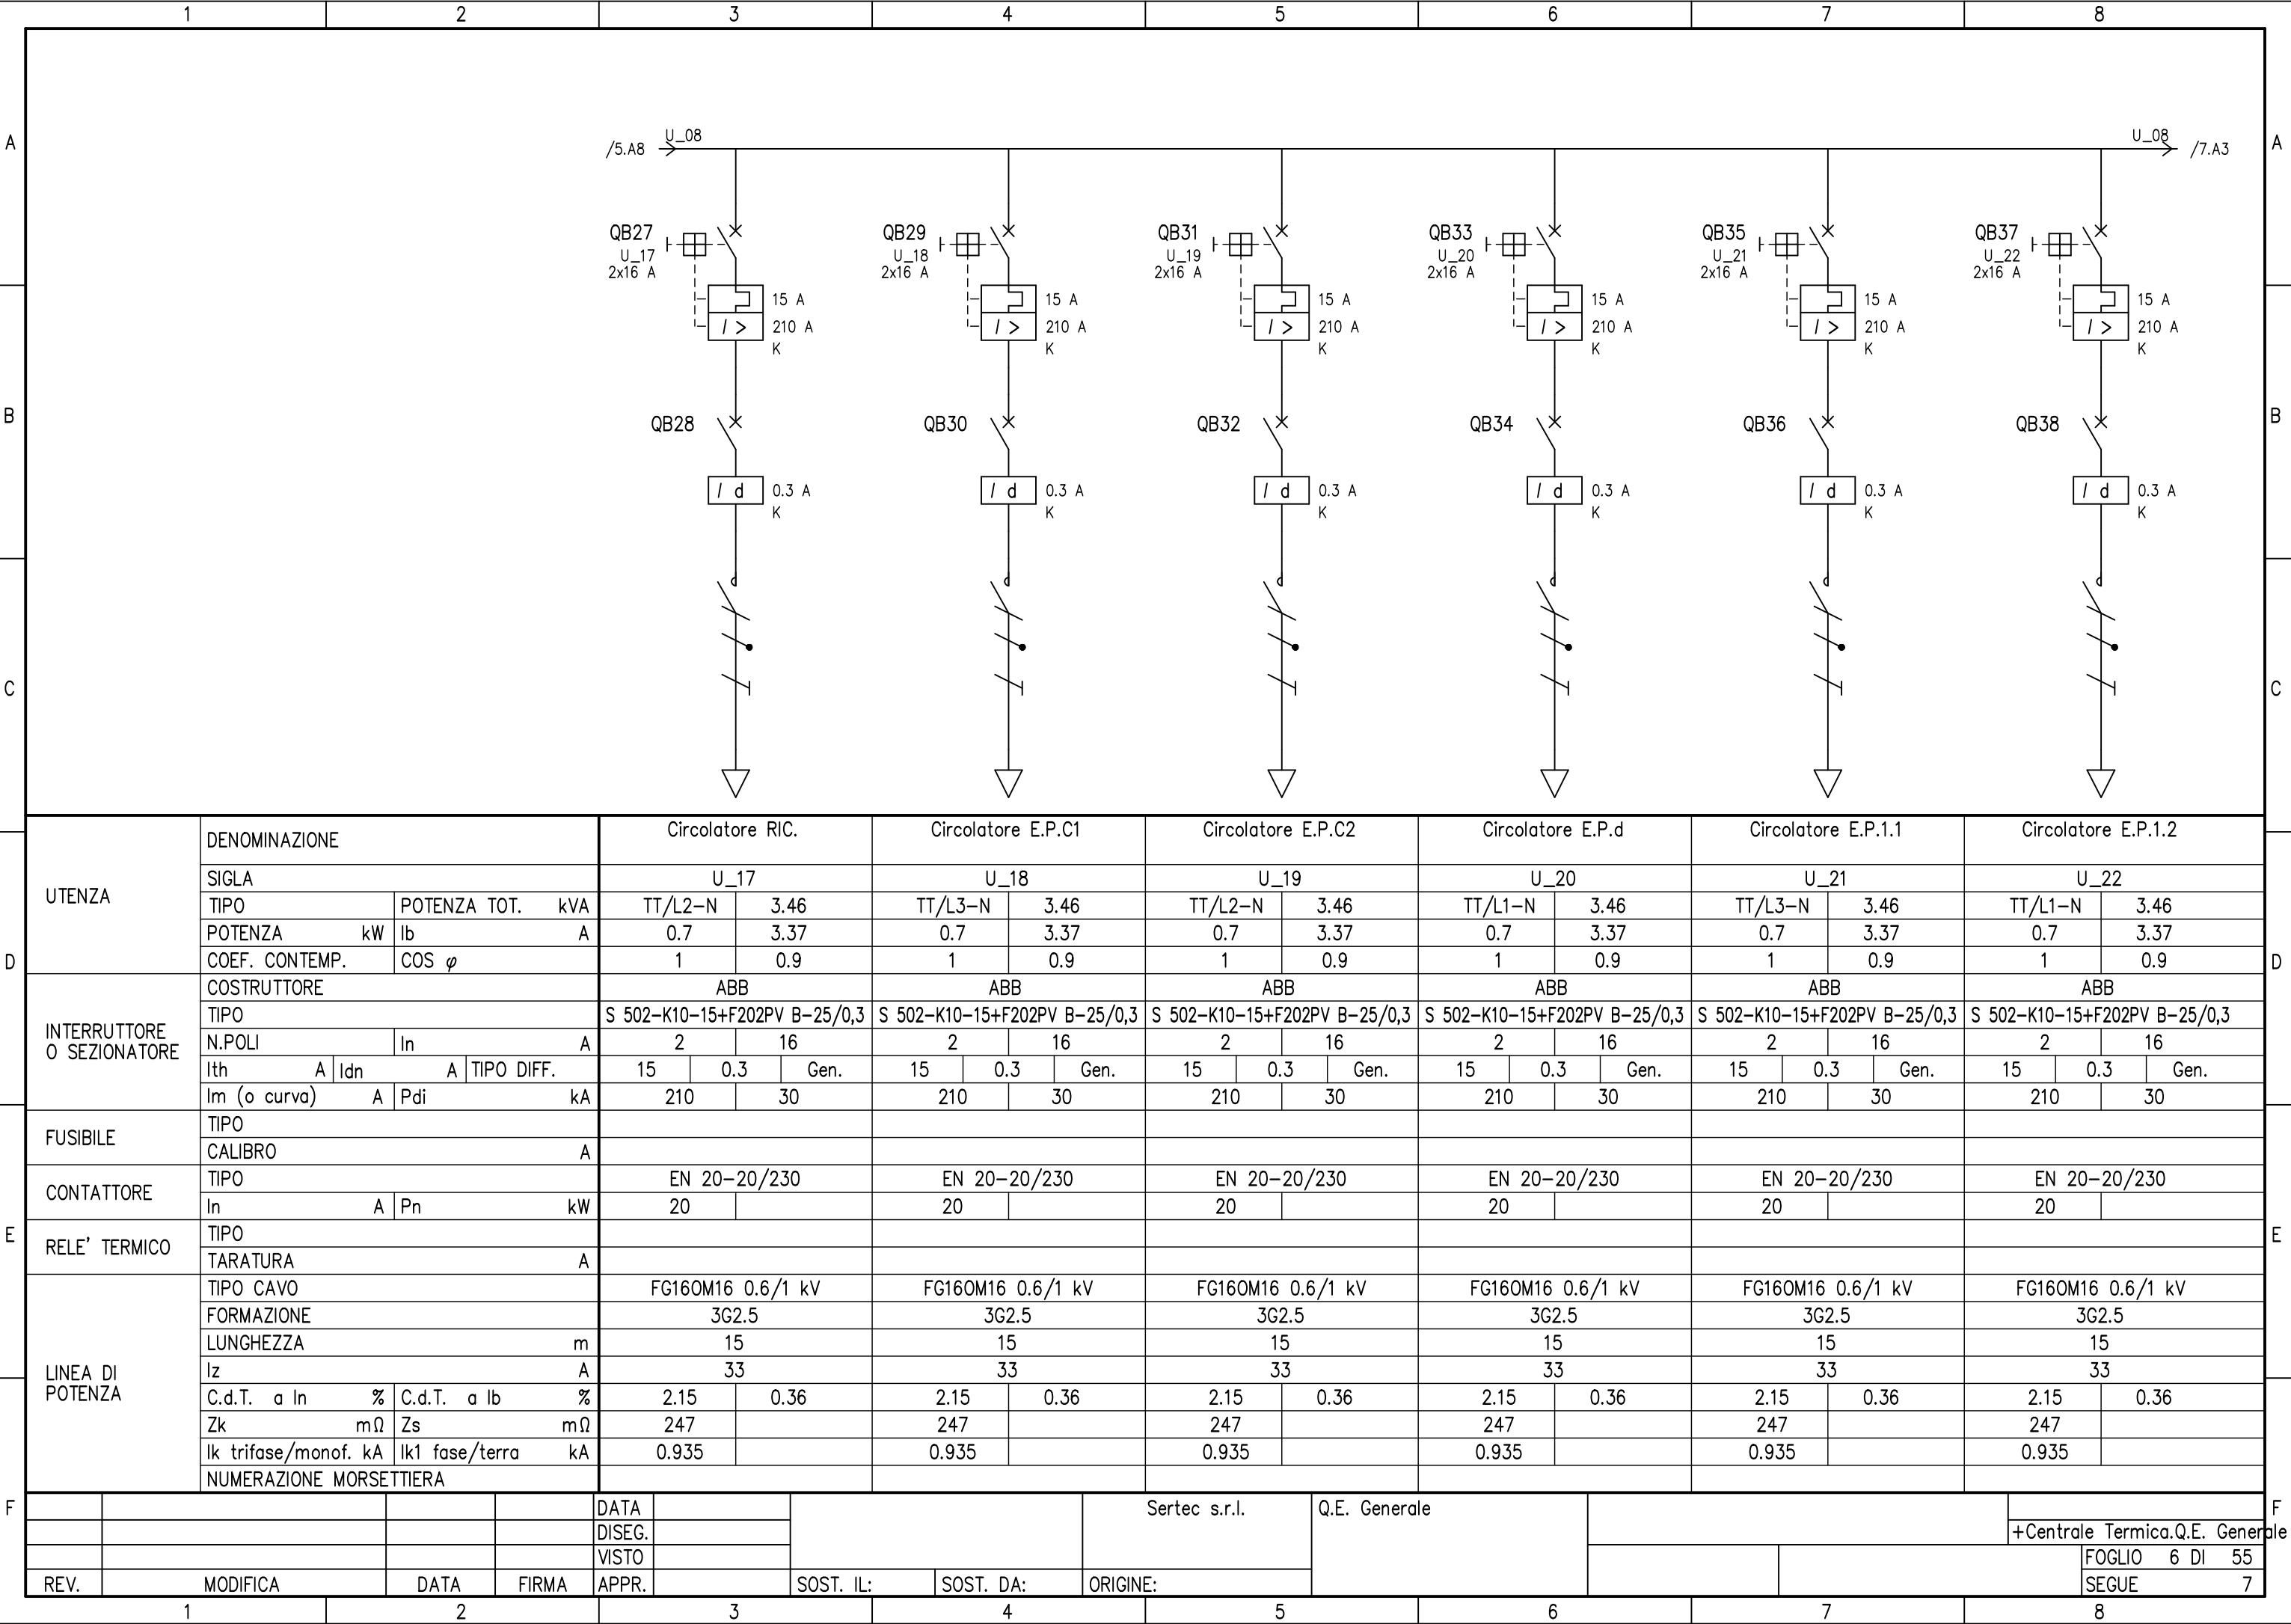 1 2 3 4 5 6 7 8
A A
/5.A8 U_08 U_08 /7.A3
QB27 QB29 QB31 QB33 QB35 QB37
U_17 U_18 U_19 U_20 U_21 U_22
2x16 A 2x16 A 2x16 A 2x16 A 2x16 A 2x16 A
15 A 15 A 15 A 15 A 15 A 15 A
I > 210 A I > 210 A I > 210 A I > 210 A I > 210 A I > 210 A
K K K K K K
B B
QB28 QB30 QB32 QB34 QB36 QB38
I d 0.3 A I d 0.3 A I d 0.3 A I d 0.3 A I d 0.3 A I d 0.3 A
K K K K K K
C C
UTENZA
DENOMINAZIONE Circolatore RIC. Circolatore E.P.C1 Circolatore E.P.C2 Circolatore E.P.d Circolatore E.P.1.1 Circolatore E.P.1.2
SIGLA U_17 U_18 U_19 U_20 U_21 U_22
TIPO POTENZA TOT. kVA TT/L2-N 3.46 TT/L3-N 3.46 TT/L2-N 3.46 TT/L1-N 3.46 TT/L3-N 3.46 TT/L1-N 3.46
POTENZA kW Ib A 0.7 3.37 0.7 3.37 0.7 3.37 0.7 3.37 0.7 3.37 0.7 3.37
D D
COEF. CONTEMP. COS φ 1 0.9 1 0.9 1 0.9 1 0.9 1 0.9 1 0.9
INTERRUTTORE
O SEZIONATORE
COSTRUTTORE ABB ABB ABB ABB ABB ABB
TIPO S 502-K10-15+F202PV B-25/0,3 S 502-K10-15+F202PV B-25/0,3 S 502-K10-15+F202PV B-25/0,3 S 502-K10-15+F202PV B-25/0,3 S 502-K10-15+F202PV B-25/0,3 S 502-K10-15+F202PV B-25/0,3
N.POLI In A 2 16 2 16 2 16 2 16 2 16 2 16
Ith A Idn A TIPO DIFF. 15 0.3 Gen. 15 0.3 Gen. 15 0.3 Gen. 15 0.3 Gen. 15 0.3 Gen. 15 0.3 Gen.
Im (o curva) A Pdi kA 210 30 210 30 210 30 210 30 210 30 210 30
FUSIBILE
TIPO
CALIBRO A
CONTATTORE
TIPO EN 20-20/230 EN 20-20/230 EN 20-20/230 EN 20-20/230 EN 20-20/230 EN 20-20/230
In A Pn kW 20 20 20 20 20 20
E E
RELE' TERMICO
TIPO
TARATURA A
LINEA DI
POTENZA
TIPO CAVO FG16OM16 0.6/1 kV FG16OM16 0.6/1 kV FG16OM16 0.6/1 kV FG16OM16 0.6/1 kV FG16OM16 0.6/1 kV FG16OM16 0.6/1 kV
FORMAZIONE 3G2.5 3G2.5 3G2.5 3G2.5 3G2.5 3G2.5
LUNGHEZZA m 15 15 15 15 15 15
Iz A 33 33 33 33 33 33
C.d.T. a In % C.d.T. a Ib % 2.15 0.36 2.15 0.36 2.15 0.36 2.15 0.36 2.15 0.36 2.15 0.36
Zk mΩ Zs mΩ 247 247 247 247 247 247
Ik trifase/monof. kA Ik1 fase/terra kA 0.935 0.935 0.935 0.935 0.935 0.935
NUMERAZIONE MORSETTIERA
F F
DATA Sertec s.r.l. Q.E. Generale
DISEG. +Centrale Termica.Q.E. Generale
VISTO FOGLIO 6 DI 55
REV. MODIFICA DATA FIRMA APPR. SOST. IL: SOST. DA: ORIGINE: SEGUE 7
1 2 3 4 5 6 7 8